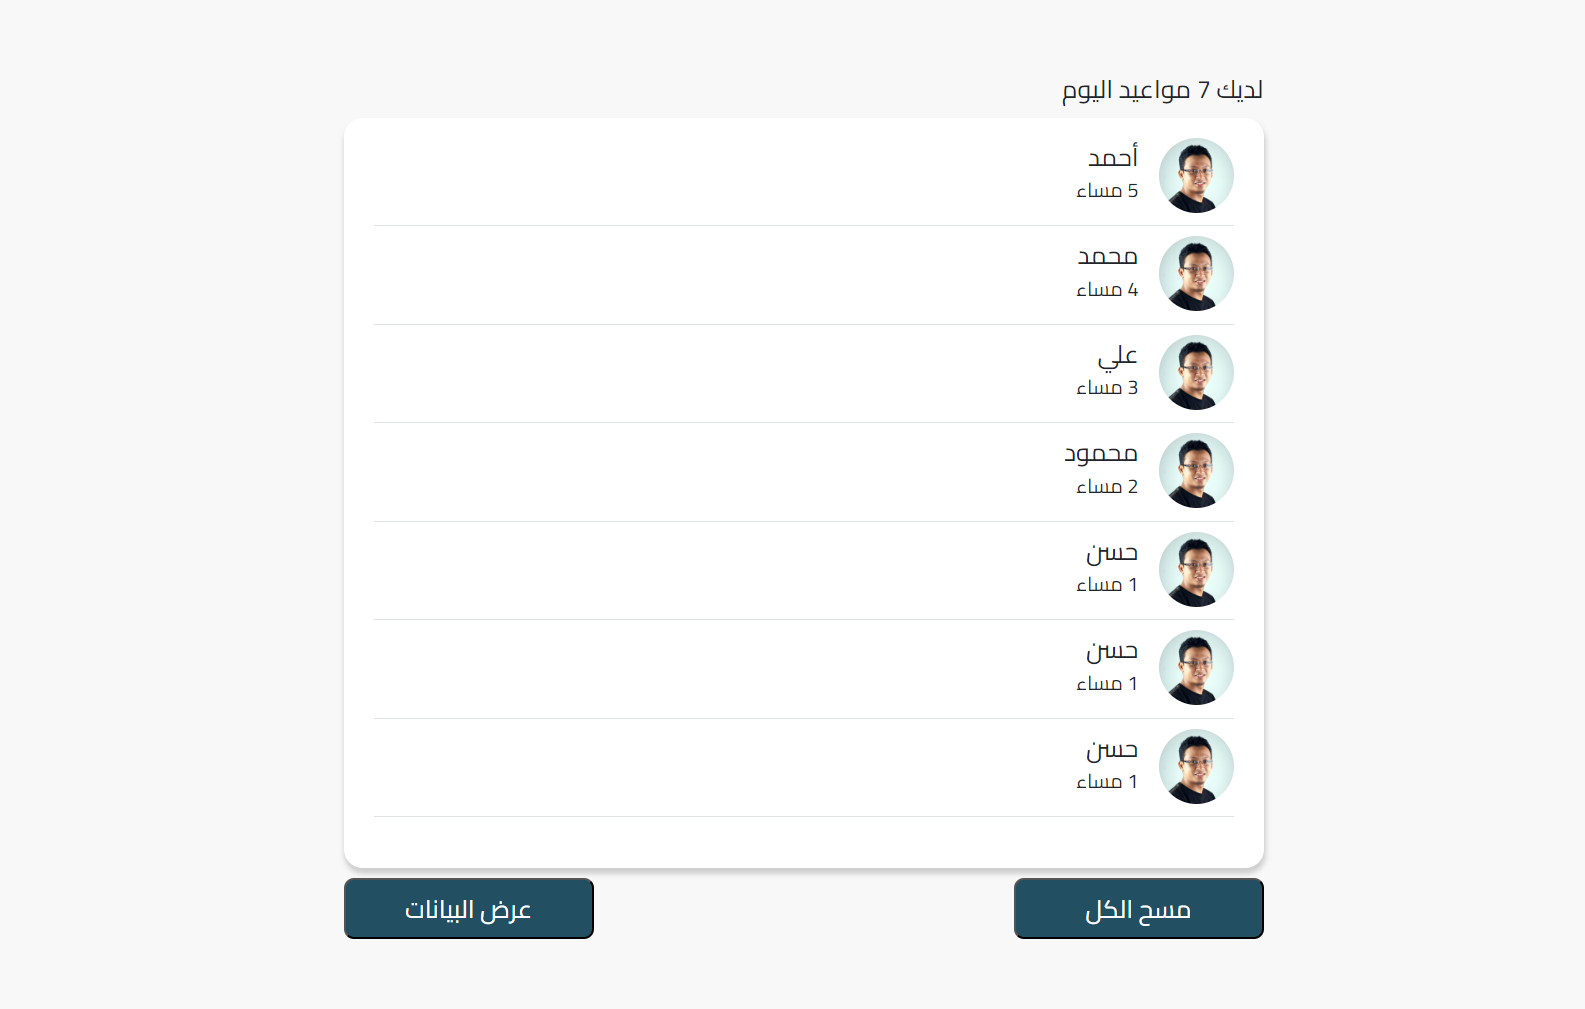 لديك 7 مواعيد اليوم
أحمد
5 مساء
محمد
4 مساء
علي
3 مساء
محمود
2 مساء
حسن
1 مساء
حسن
1 مساء
حسن
1 مساء
مسح الكل
عرض البيانات